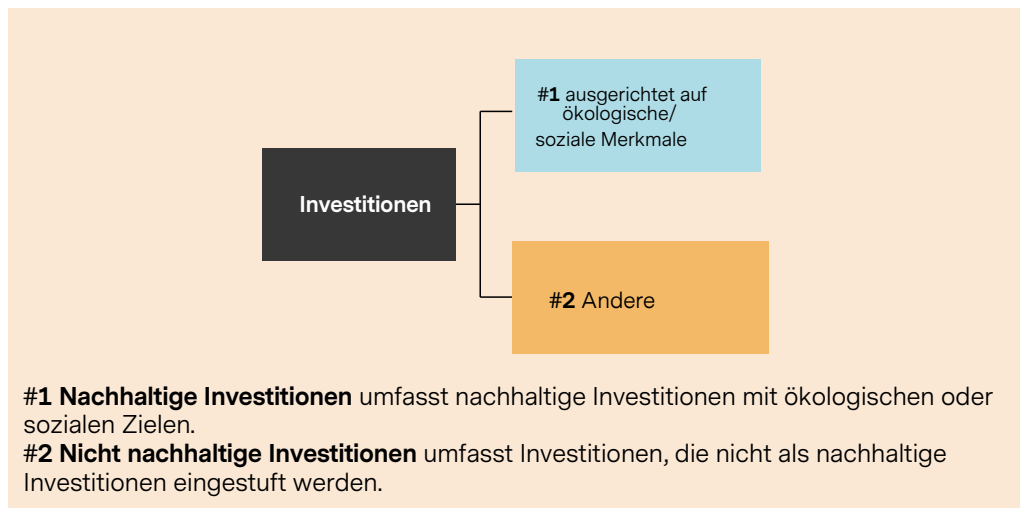 #1 ausgerichtet auf
ökologische/
soziale Merkmale
Investitionen
#2 Andere
#1 Nachhaltige Investitionen umfasst nachhaltige Investitionen mit ökologischen oder
sozialen Zielen.
#2 Nicht nachhaltige Investitionen umfasst Investitionen, die nicht als nachhaltige
Investitionen eingestuft werden.